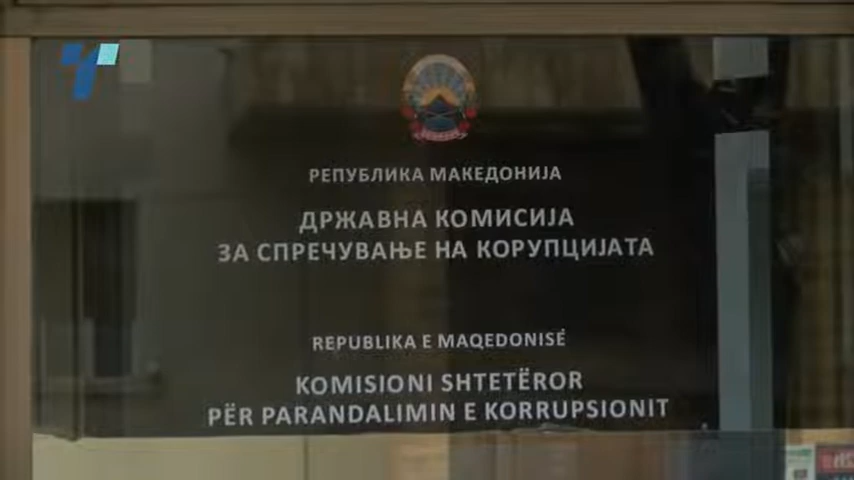 РЕПУБЛИКА МАКЕДОНИЈА
ДРЖАВНА КОМИСИЈА
ЗА СПРЕЧУВАЊЕ НА КОРУПЦИЈАТА
REPUBLIKA E MAQEDONISË
KOMISIONI SHTETËROR
PËR PARANDALIMIN E KORRUPSIONIT